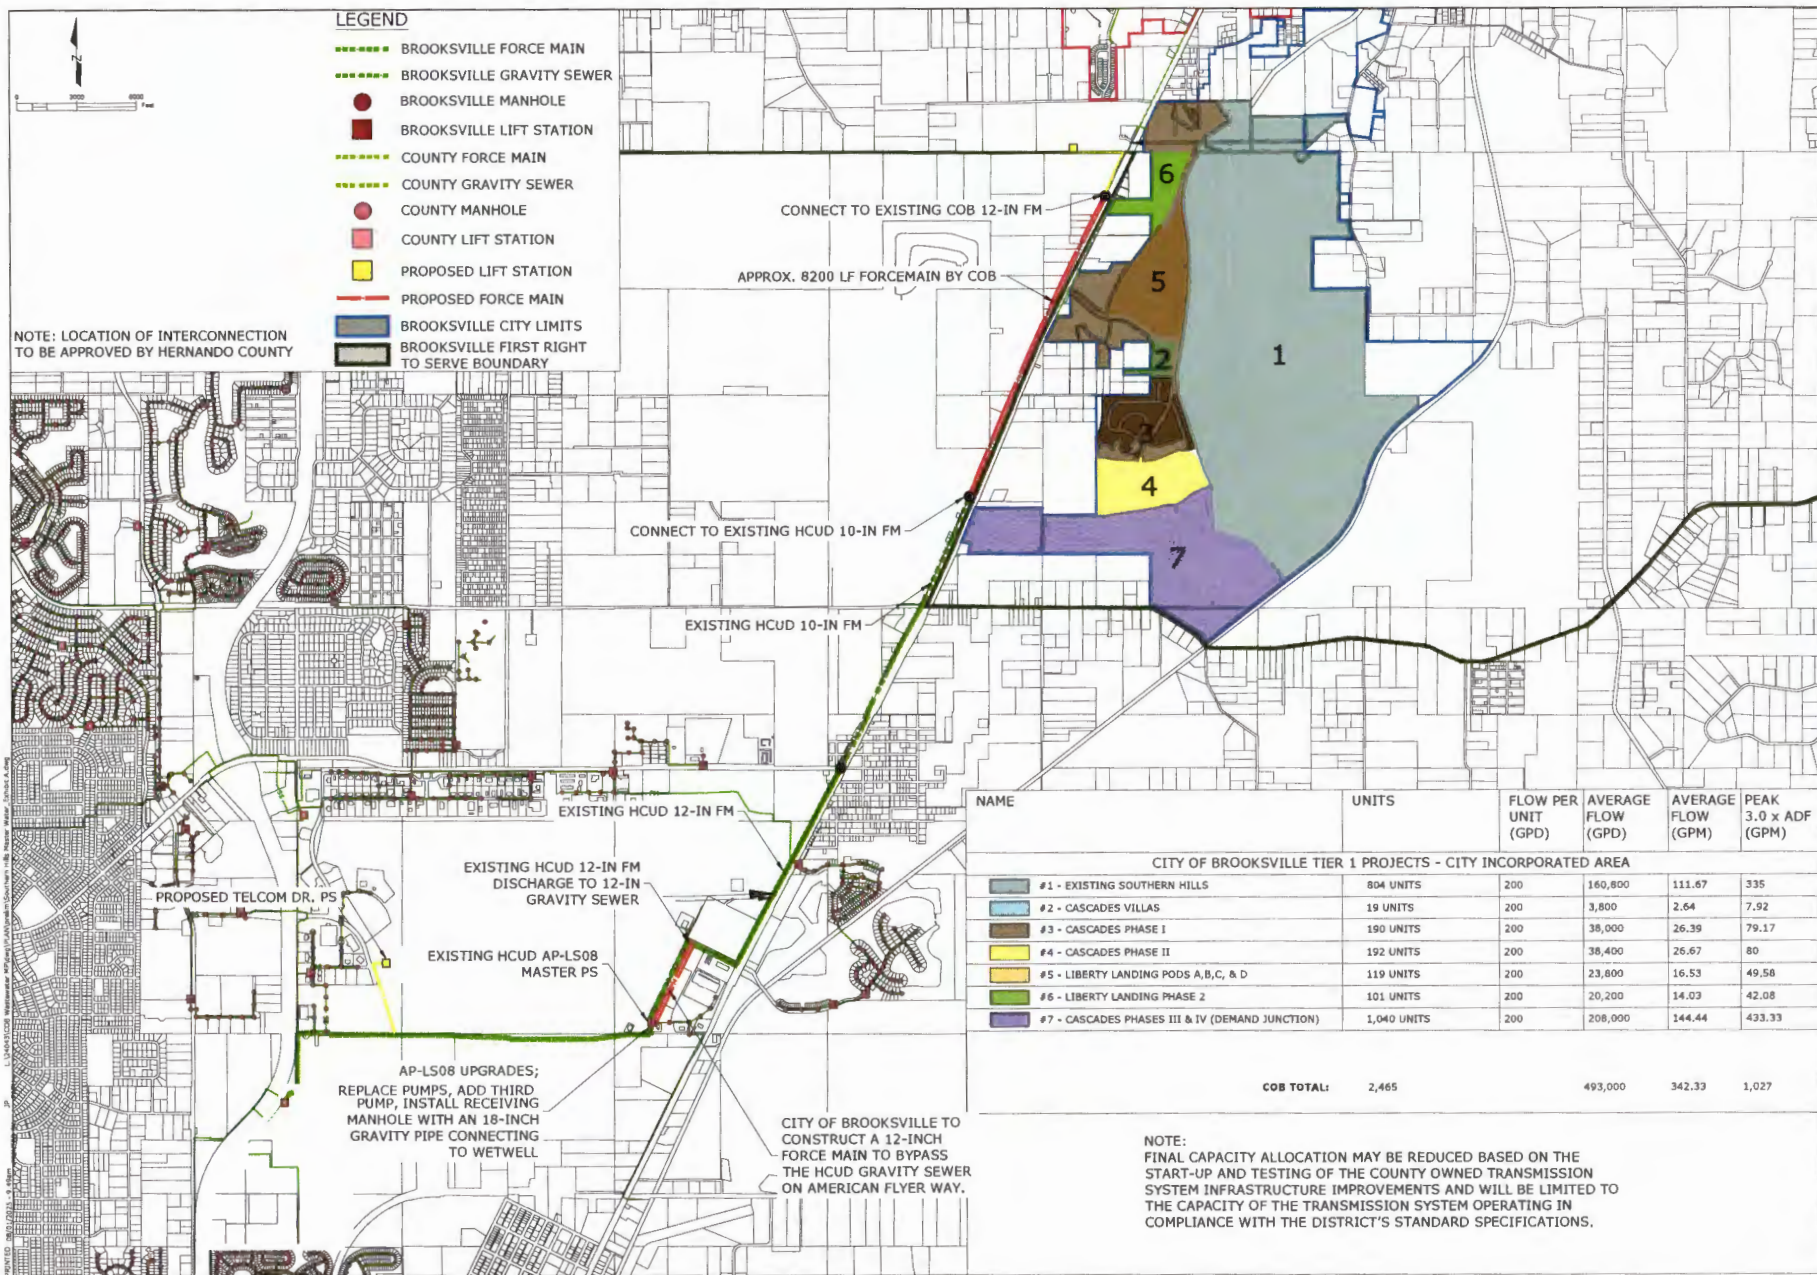 LEGEND
BROOKSVILLE FORCE MAIN
BROOKSVILLE GRAVITY SEWER
BROOKSVILLE MANHOLE
BROOKSVILLE LIFT STATION
COUNTY FORCE MAIN
COUNTY GRAVITY SEWER
COUNTY MANHOLE
COUNTY LIFT STATION
PROPOSED LIFT STATION
PROPOSED FORCE MAIN
BROOKSVILLE CITY LIMITS
BROOKSVILLE FIRST RIGHT
TO SERVE BOUNDARY
Z
0 3000 6000
Feet
NOTE: LOCATION OF INTERCONNECTION
TO BE APPROVED BY HERNANDO COUNTY
CONNECT TO EXISTING COB 12-IN FM
APPROX. 8200 LF FORCEMAIN BY COB
6
5
2
1
3
4
7
CONNECT TO EXISTING HCUD 10-IN FM
EXISTING HCUD 10-IN FM
EXISTING HCUD 12-IN FM
EXISTING HCUD 12-IN FM
DISCHARGE TO 12-IN
GRAVITY SEWER
PROPOSED TELCOM DR. PS
EXISTING HCUD AP-LS08
MASTER PS
AP-LS08 UPGRADES;
REPLACE PUMPS, ADD THIRD
PUMP, INSTALL RECEIVING
MANHOLE WITH AN 18-INCH
GRAVITY PIPE CONNECTING
TO WETWELL
CITY OF BROOKSVILLE TO
CONSTRUCT A 12-INCH
FORCE MAIN TO BYPASS
THE HCUD GRAVITY SEWER
ON AMERICAN FLYER WAY.
NAME UNITS FLOW PER UNIT (GPD) AVERAGE FLOW (GPD) AVERAGE FLOW (GPM) PEAK 3.0 x ADF (GPM)
CITY OF BROOKSVILLE TIER 1 PROJECTS - CITY INCORPORATED AREA
#1 - EXISTING SOUTHERN HILLS 804 UNITS 200 160,800 111.67 335
#2 - CASCADES VILLAS 19 UNITS 200 3,800 2.64 7.92
#3 - CASCADES PHASE I 190 UNITS 200 38,000 26.39 79.17
#4 - CASCADES PHASE II 192 UNITS 200 38,400 26.67 80
#5 - LIBERTY LANDING PODS A,B,C, & D 119 UNITS 200 23,800 16.53 49.58
#6 - LIBERTY LANDING PHASE 2 101 UNITS 200 20,200 14.03 42.08
#7 - CASCADES PHASES III & IV (DEMAND JUNCTION) 1,040 UNITS 200 208,000 144.44 433.33
COB TOTAL: 2,465 493,000 342.33 1,027
NOTE:
FINAL CAPACITY ALLOCATION MAY BE REDUCED BASED ON THE
START-UP AND TESTING OF THE COUNTY OWNED TRANSMISSION
SYSTEM INFRASTRUCTURE IMPROVEMENTS AND WILL BE LIMITED TO
THE CAPACITY OF THE TRANSMISSION SYSTEM OPERATING IN
COMPLIANCE WITH THE DISTRICT'S STANDARD SPECIFICATIONS.